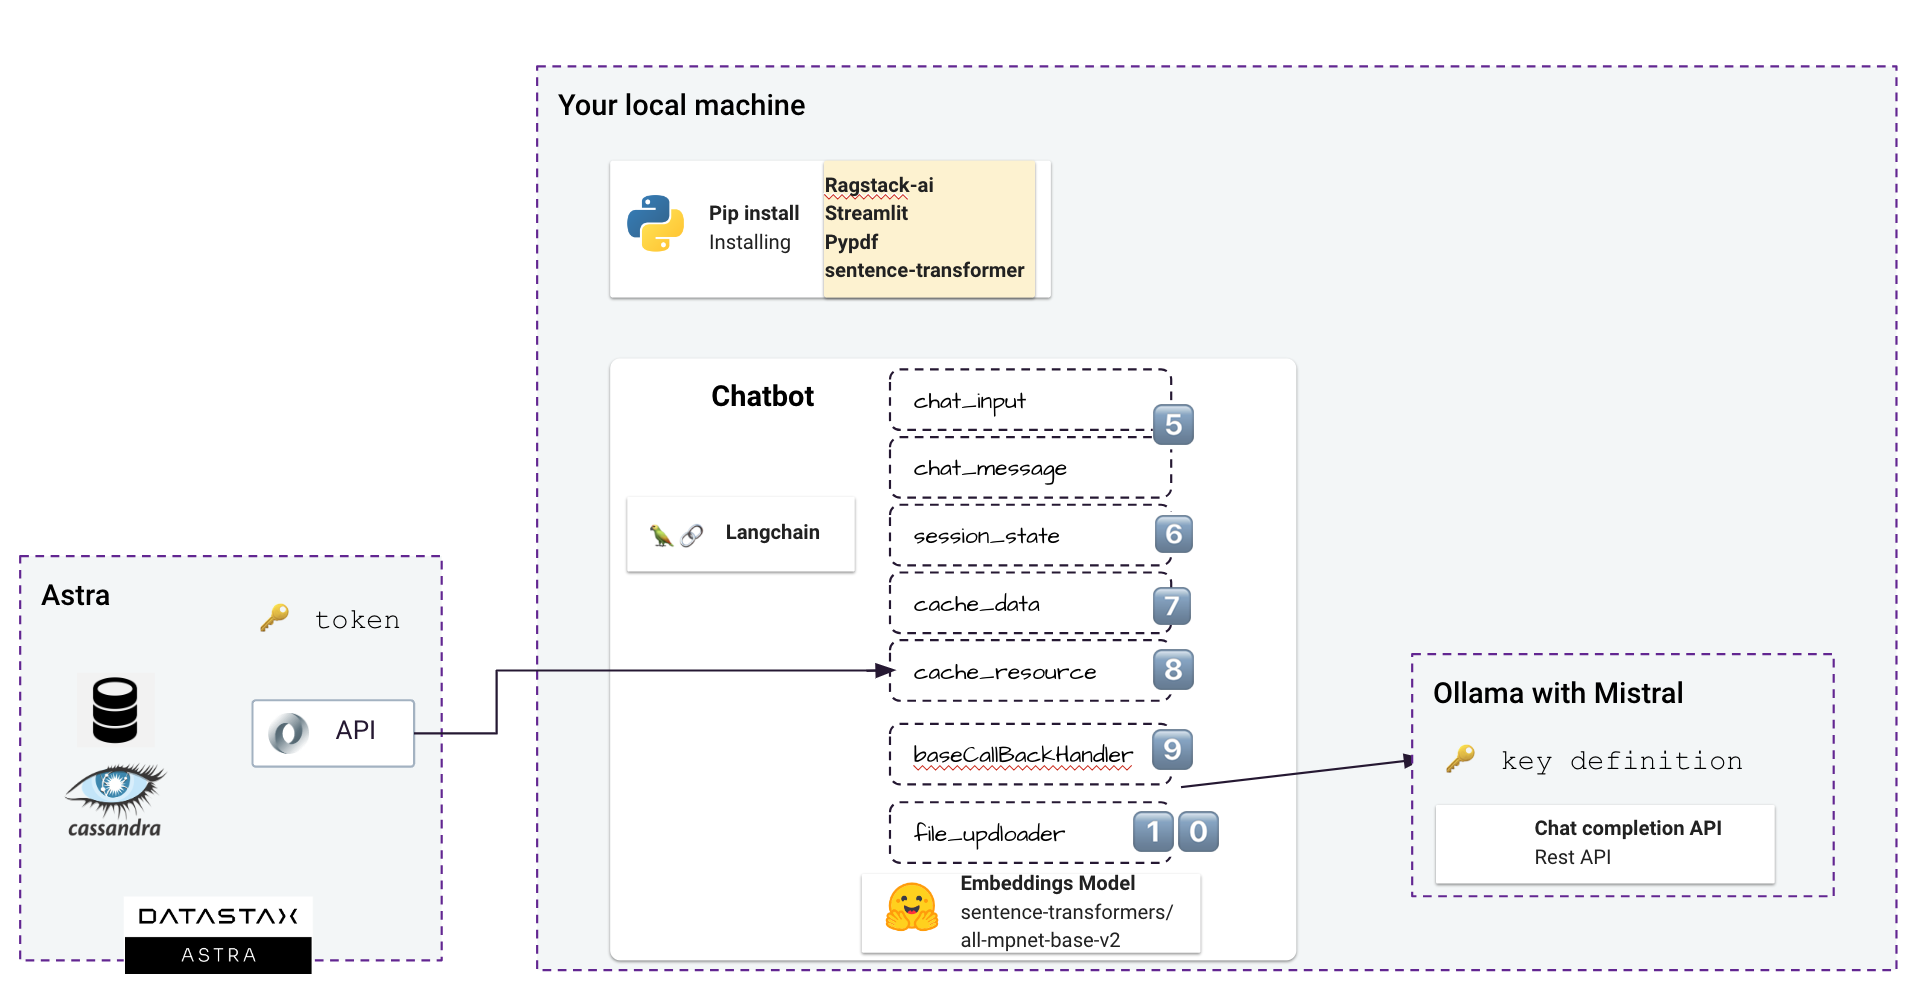 Your local machine
Pip install
Installing
Ragstack-ai
Streamlit
Pypdf
sentence-transformer
Chatbot
chat_input
5
chat_message
Langchain
session_state
6
cache_data
7
cache_resource
8
baseCallBackHandler
9
file_updloader
1 0
Embeddings Model
sentence-transformers/
all-mpnet-base-v2
Astra
token
API
cassandra
DATASTAX
ASTRA
Ollama with Mistral
key definition
Chat completion API
Rest API